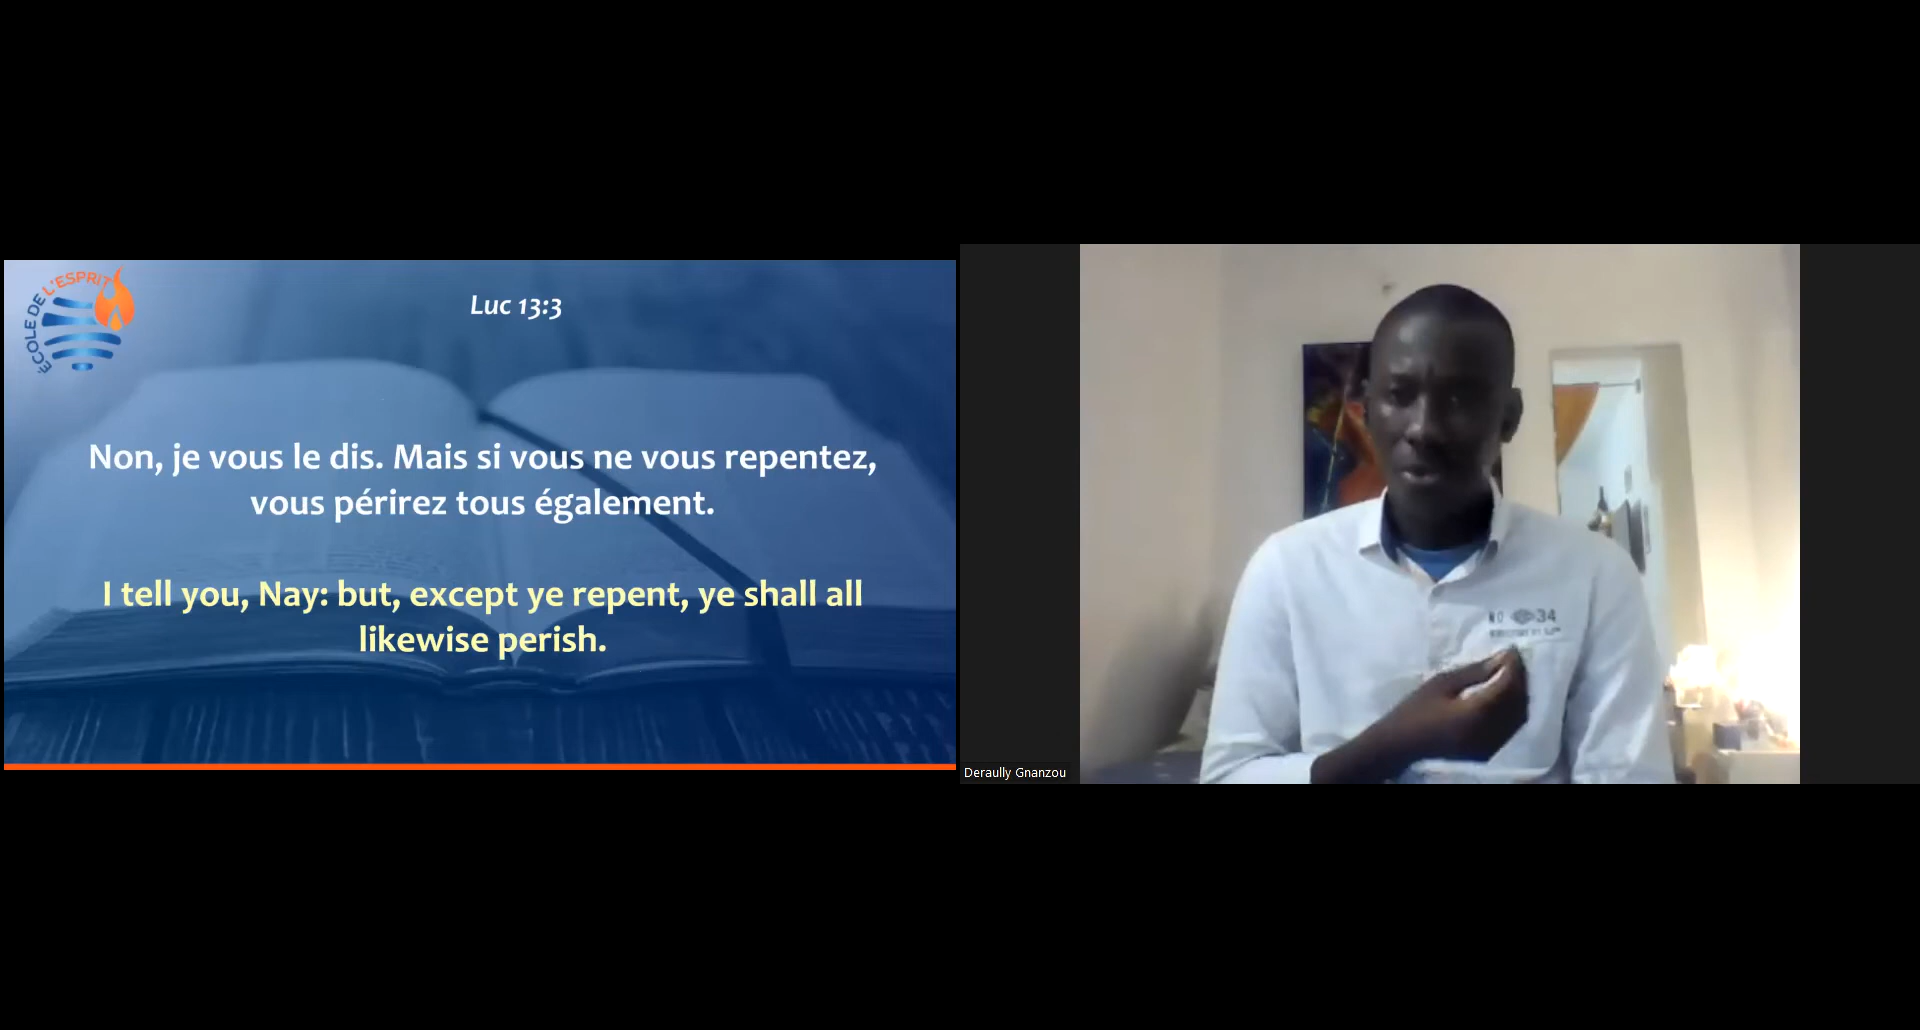 ÉCOLE DE L'ESPRIT
Luc 13:3
Non, je vous le dis. Mais si vous ne vous repentez,
vous périrez tous également.
I tell you, Nay: but, except ye repent, ye shall all
likewise perish.
NO 34
Deraully Gnanzou